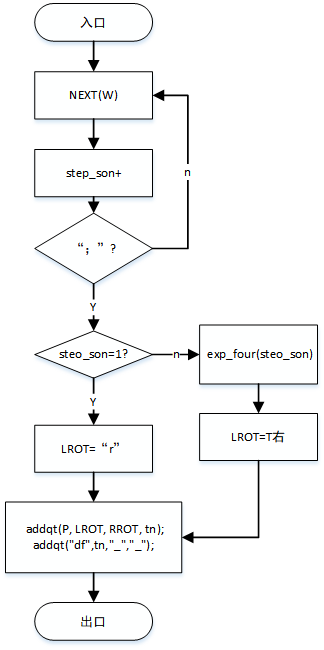 入口
NEXT(W)
step_son+
n
“；”?
Y
steo_son=1?
n
exp_four(steo_son)
Y
LROT=“r”
LROT=T右
addqt(P, LROT, RROT, tn);
addqt("df",tn,"_","_");
出口